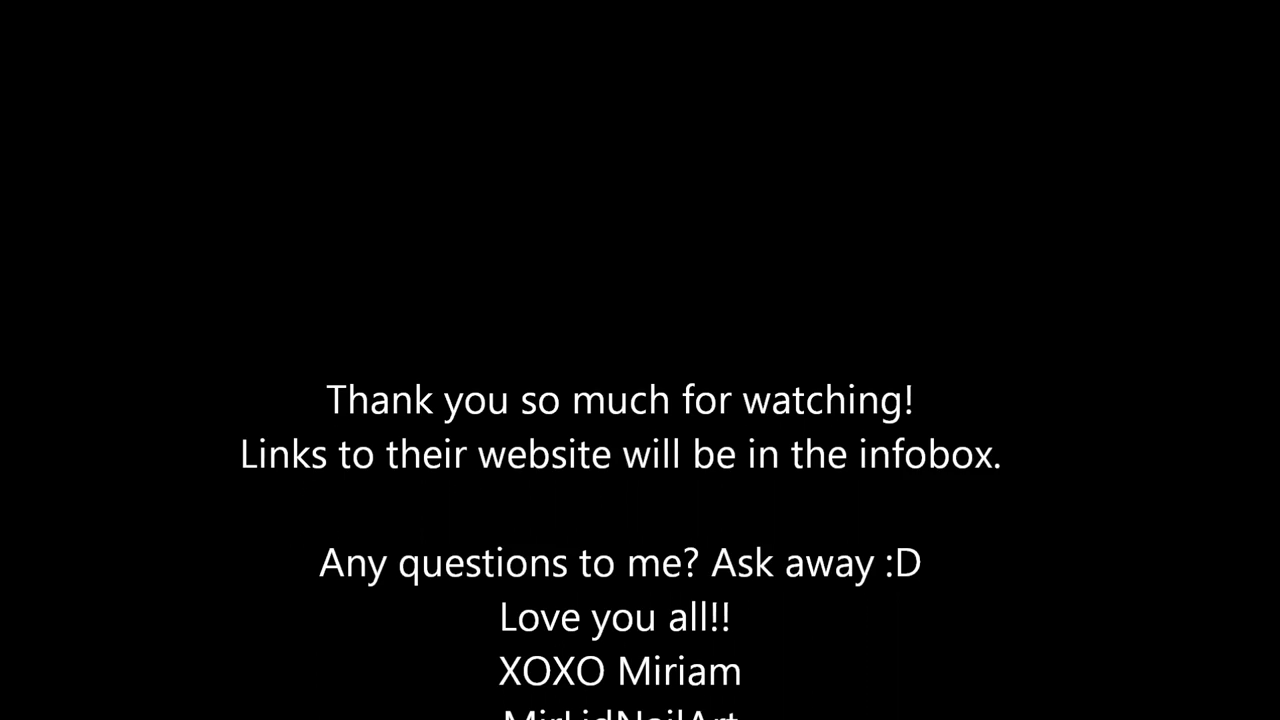 Thank you so much for watching!
Links to their website will be in the infobox.
Any questions to me? Ask away :D
Love you all!!
XOXO Miriam